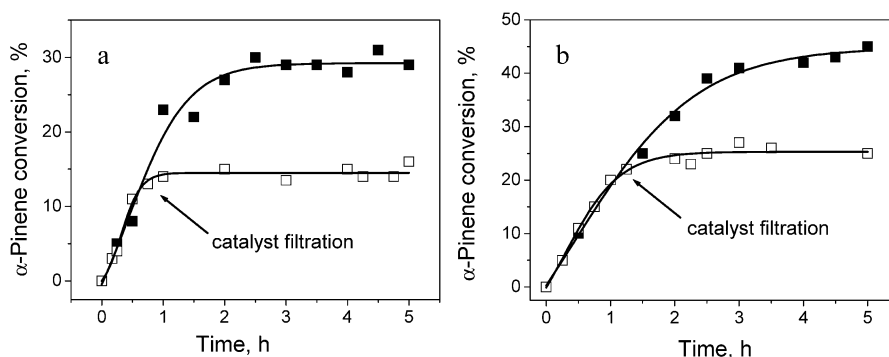 a
α-Pinene conversion, %
30
20
10
0
catalyst filtration
0
1
2
3
4
5
Time, h
b
α-Pinene conversion, %
50
40
30
20
10
0
catalyst filtration
0
1
2
3
4
5
Time, h